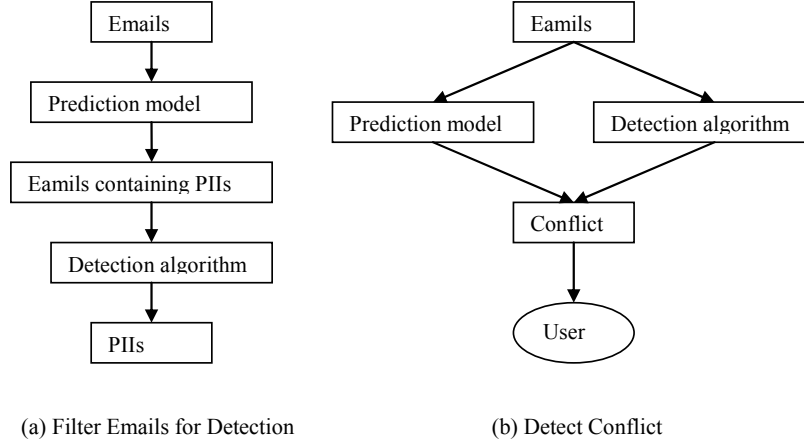 Emails
Prediction model
Eamils containing PIIs
Detection algorithm
PIIs
(a) Filter Emails for Detection
Eamils
Prediction model
Detection algorithm
Conflict
User
(b) Detect Conflict